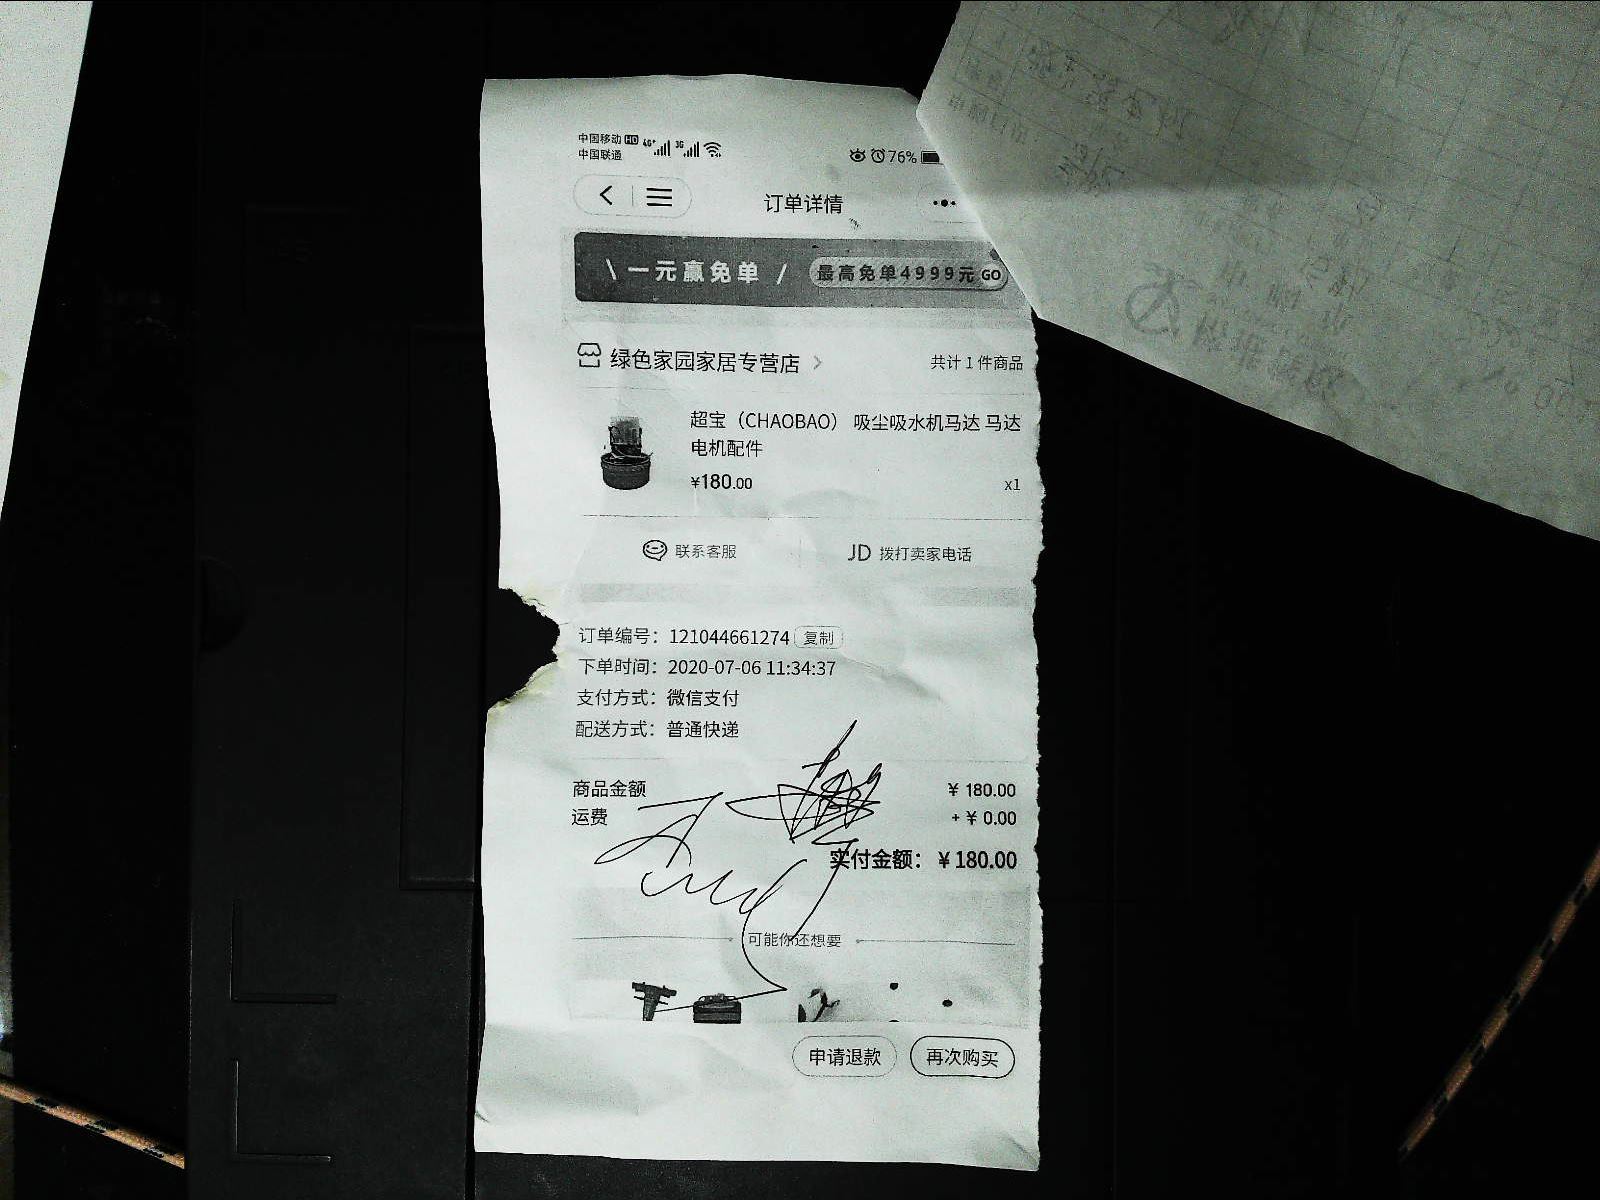 中国移动 HD 4G+ 3G
中国联通
76%
订单详情
\ 一元赢免单 / 最高免单4999元 GO
绿色家园家居专营店 >
共计1件商品
超宝（CHAOBAO） 吸尘吸水机马达 马达
电机配件
¥180.00
x1
联系客服
JD 拨打卖家电话
订单编号：121044661274 复制
下单时间：2020-07-06 11:34:37
支付方式：微信支付
配送方式：普通快递
商品金额 ¥ 180.00
运费 + ¥ 0.00
实付金额：¥ 180.00
可能你还想要
申请退款
再次购买